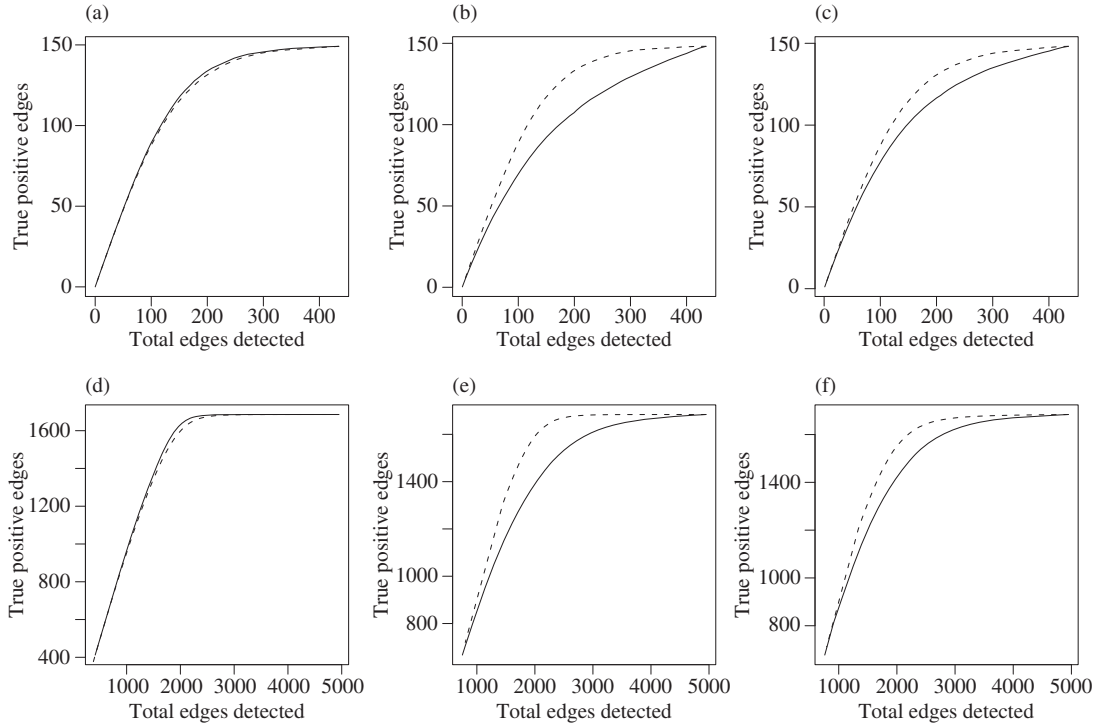 (a) (b) (c)
True positive edges
150
100
50
0
0 100 200 300 400
Total edges detected
True positive edges
150
100
50
0
0 100 200 300 400
Total edges detected
True positive edges
150
100
50
0
0 100 200 300 400
Total edges detected
(d) (e) (f)
True positive edges
1600
1200
800
400
1000 2000 3000 4000 5000
Total edges detected
True positive edges
1400
1000
800
1000 2000 3000 4000 5000
Total edges detected
True positive edges
1400
1000
800
1000 2000 3000 4000 5000
Total edges detected